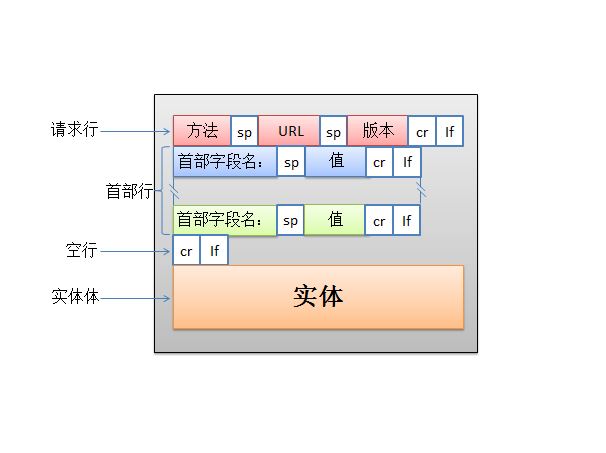 请求行 方法 sp URL sp 版本 cr lf
首部字段名： sp 值 cr lf
首部行
首部字段名： sp 值 cr lf
空行 cr lf
实体体 实体